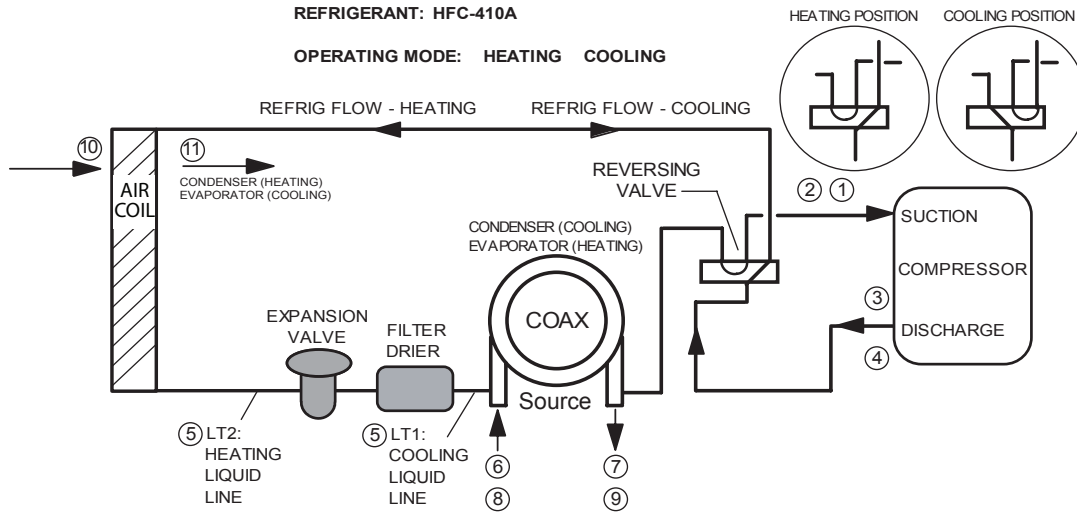 REFRIGERANT: HFC-410A
OPERATING MODE: HEATING COOLING
HEATING POSITION
COOLING POSITION
REFRIG FLOW - HEATING
REFRIG FLOW - COOLING
10
11
CONDENSER (HEATING)
EVAPORATOR (COOLING)
AIR
COIL
REVERSING
VALVE
2 1
SUCTION
COMPRESSOR
3
DISCHARGE
4
CONDENSER (COOLING)
EVAPORATOR (HEATING)
COAX
Source
EXPANSION
VALVE
FILTER
DRIER
5 LT2:
HEATING
LIQUID
LINE
5 LT1:
COOLING
LIQUID
LINE
6
8
7
9